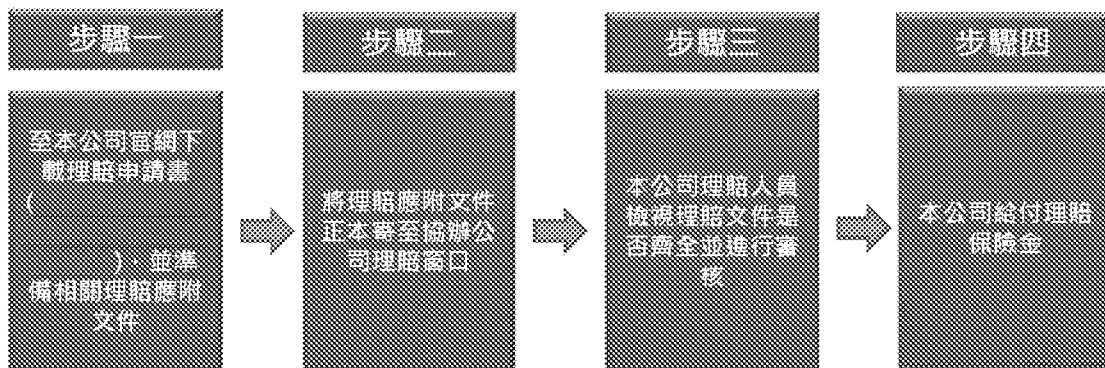 步驟一
至本公司官網下
載理賠申請書
(
)，並準
備相關理賠應附
文件
步驟二
將理賠應附文件
正本寄至協辦公
司理賠窗口
步驟三
本公司理賠人員
檢視理賠文件是
否齊全並進行審
核
步驟四
本公司給付理賠
保險金